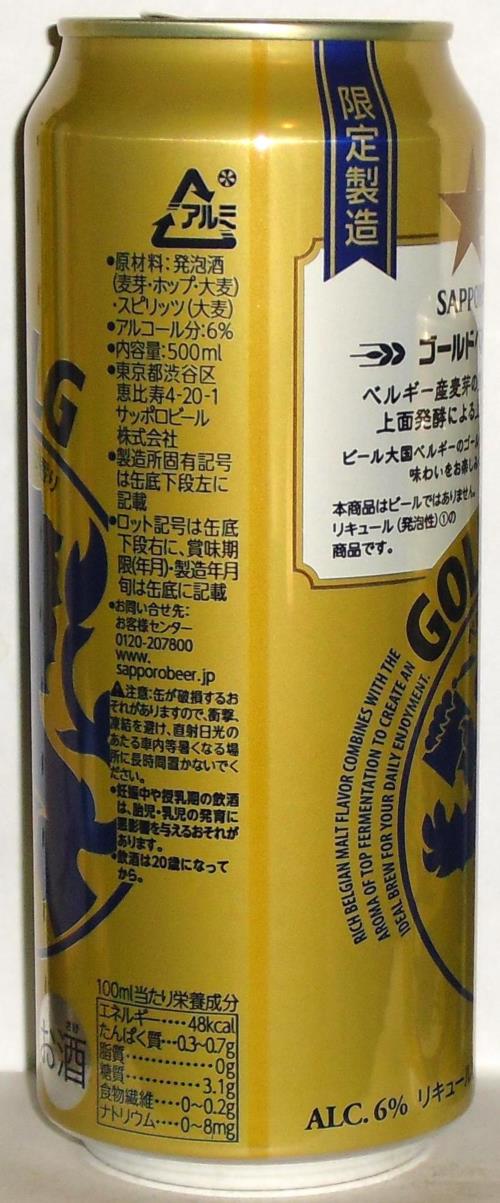 限定製造
アルミ
●原材料:発泡酒
(麦芽・ホップ・大麦)
・スピリッツ(大麦)
●アルコール分:6%
●内容量:500ml
●東京都渋谷区
恵比寿4-20-1
サッポロビール
株式会社
●製造所固有記号
は缶底下段左に
記載
●ロット記号は缶底
下段右に、賞味期
限(年月)・製造年月
旬は缶底に記載
●お問い合せ先:
お客様センター
0120-207800
www.
sapporobeer.jp
⚠注意:缶が破損するお
それがありますので、衝撃、
凍結を避け、直射日光の
あたる車内等暑くなる場
所に長時間置かないでく
ださい。
●妊娠中や授乳期の飲酒
は、胎児・乳児の発育に
悪影響を与えるおそれが
あります。
●飲酒は20歳になって
から。
100ml当たり栄養成分
エネルギー・・・・・48kcal
たんぱく質・・・0.3~0.7g
脂質・・・・・・・・・・0g
糖質・・・・・・・・・3.1g
食物繊維・・・・0~0.2g
ナトリウム・・・・・0~8mg
お酒
SAPPO
ゴールド
ベルギー産麦芽の
上面発酵による
ビール大国ベルギーのゴー
味わいをお楽し
本商品はビールではありません。
リキュール(発泡性)①の
商品です。
GOL
RICH BELGIAN MALT FLAVOR COMBINES WITH THE
AROMA OF TOP FERMENTATION TO CREATE AN
IDEAL BREW FOR YOUR DAILY ENJOYMENT.
ALC. 6% リキュール
LG